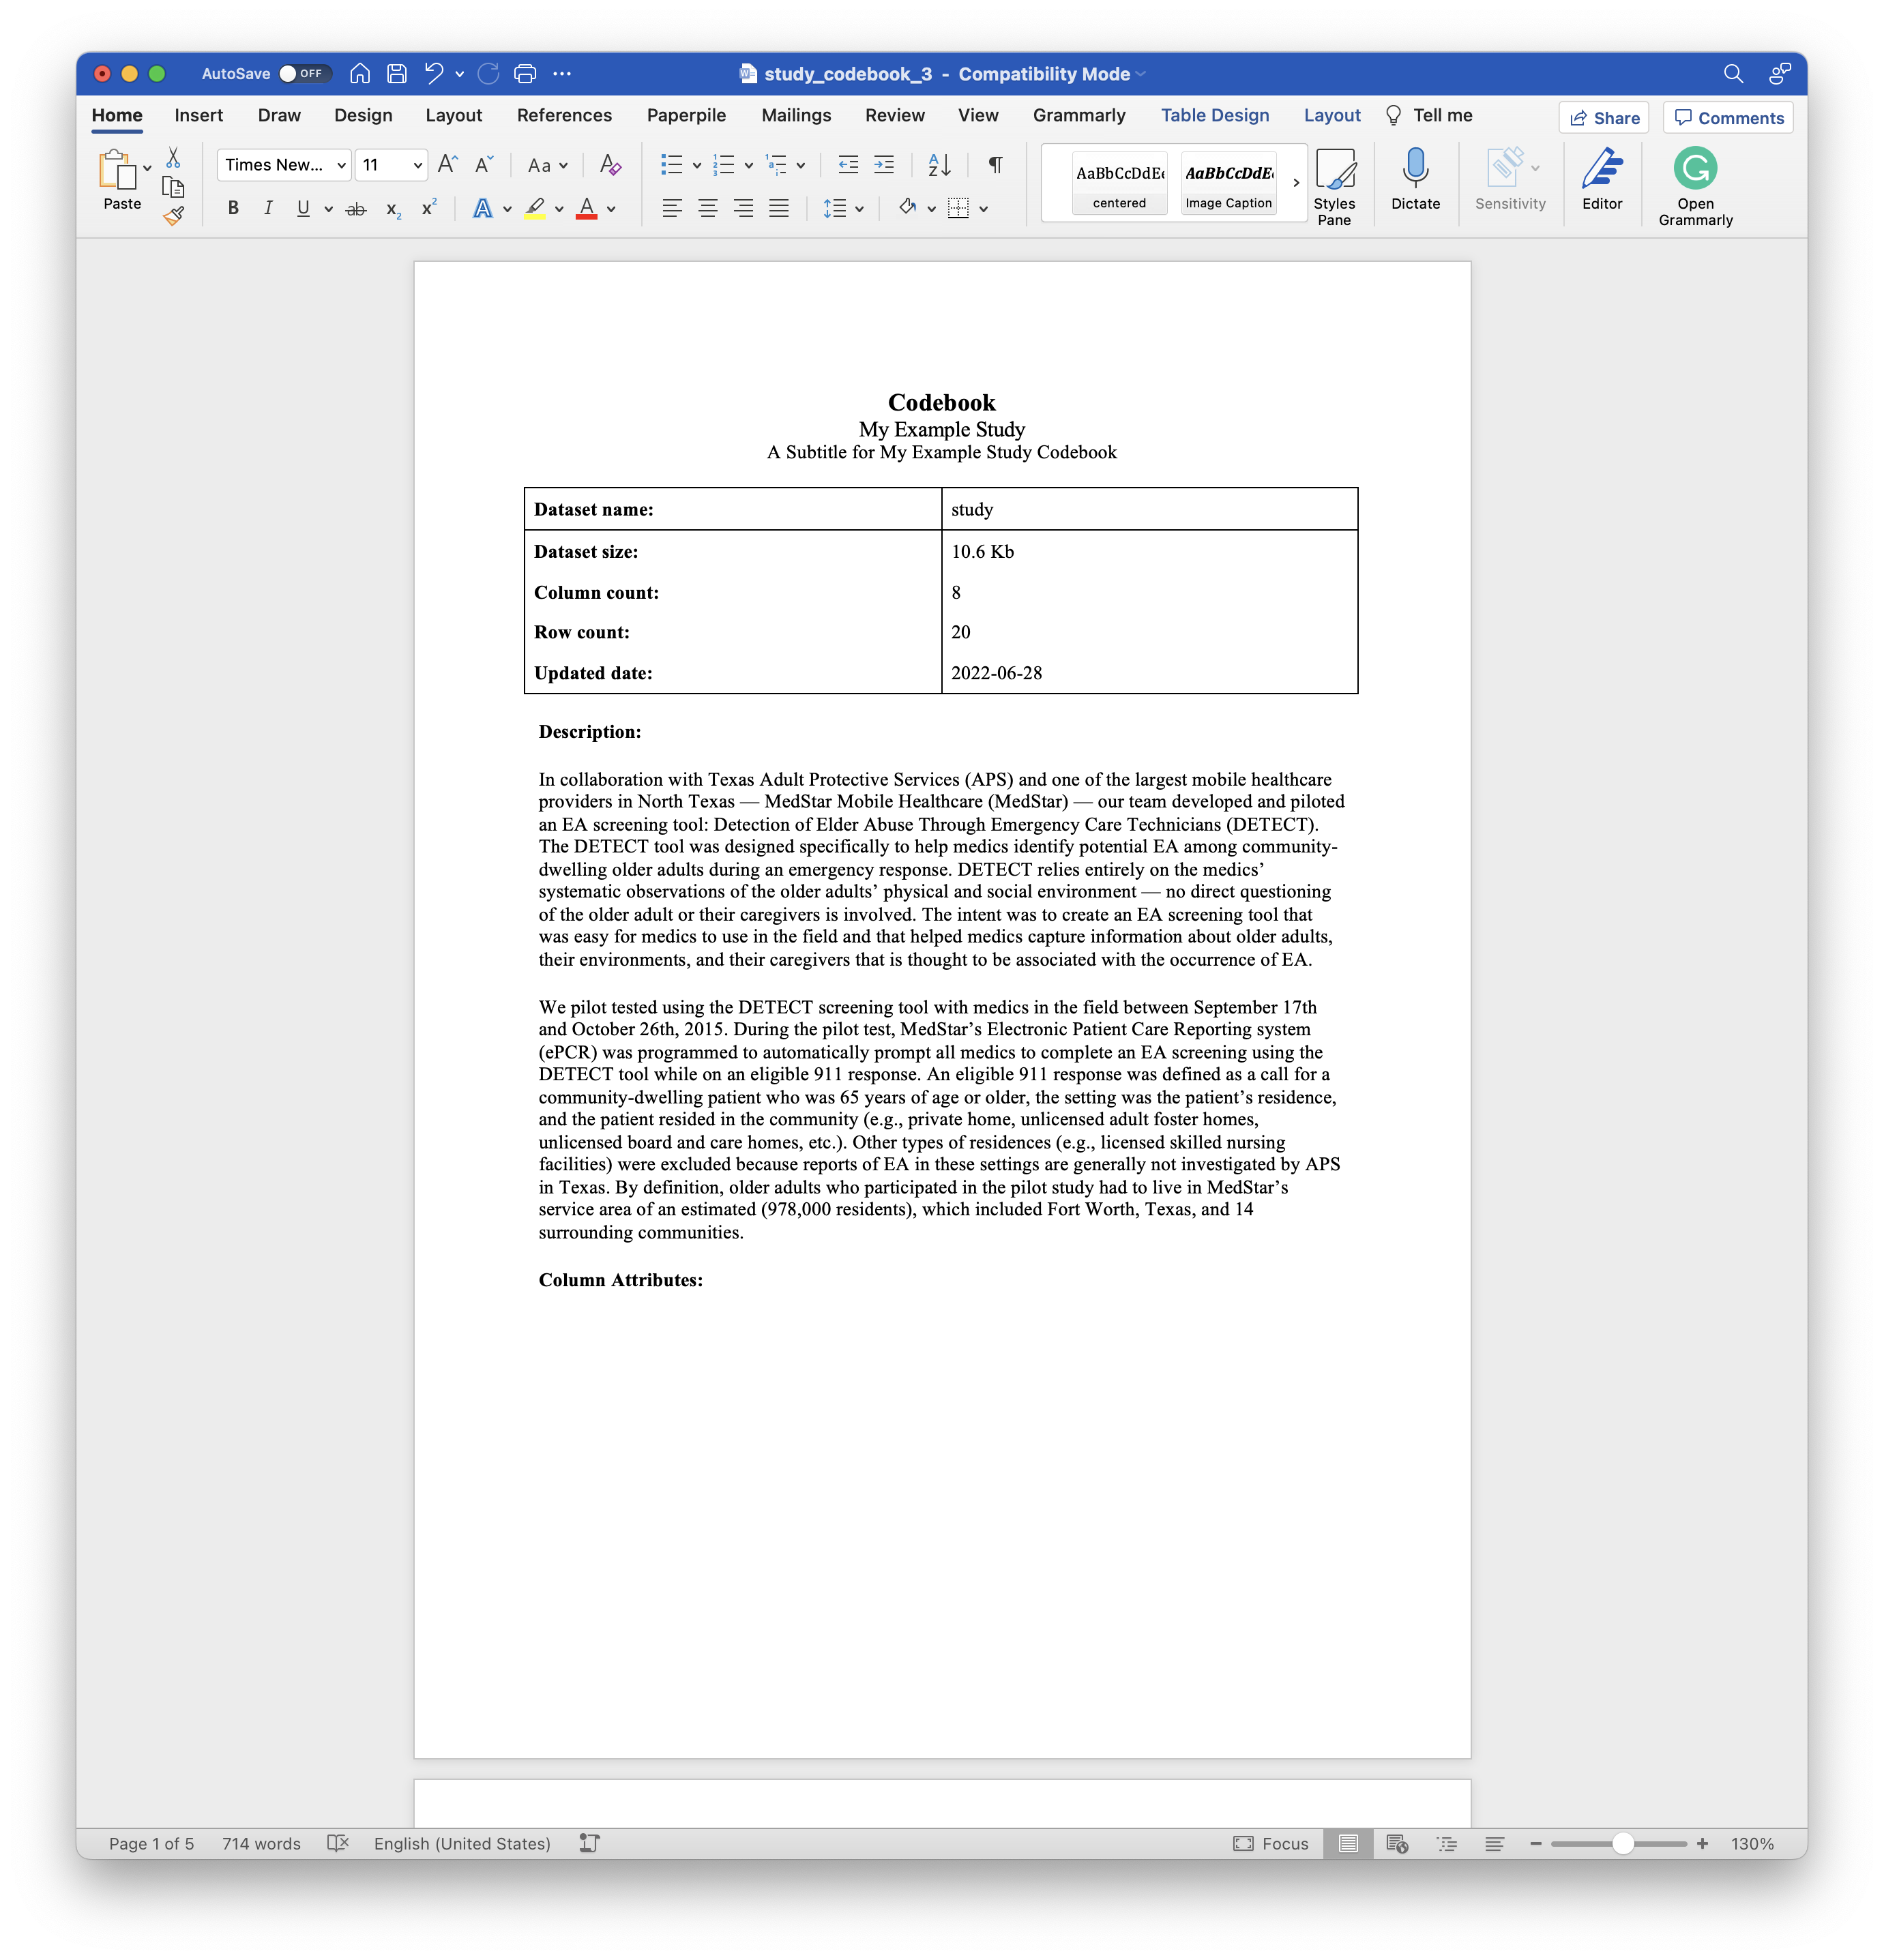 AutoSave OFF study_codebook_3 - Compatibility Mode
Home Insert Draw Design Layout References Paperpile Mailings Review View Grammarly Table Design Layout Tell me Share Comments
Paste
Times New... 11 Aa
AaBbCcDdEe AaBbCcDdE
centered Image Caption
Styles Pane
Dictate
Sensitivity
Editor
Open Grammarly
Codebook
My Example Study
A Subtitle for My Example Study Codebook
Dataset name: study
Dataset size: 10.6 Kb
Column count: 8
Row count: 20
Updated date: 2022-06-28
Description:
In collaboration with Texas Adult Protective Services (APS) and one of the largest mobile healthcare
providers in North Texas — MedStar Mobile Healthcare (MedStar) — our team developed and piloted
an EA screening tool: Detection of Elder Abuse Through Emergency Care Technicians (DETECT).
The DETECT tool was designed specifically to help medics identify potential EA among community-
dwelling older adults during an emergency response. DETECT relies entirely on the medics’
systematic observations of the older adults’ physical and social environment — no direct questioning
of the older adult or their caregivers is involved. The intent was to create an EA screening tool that
was easy for medics to use in the field and that helped medics capture information about older adults,
their environments, and their caregivers that is thought to be associated with the occurrence of EA.
We pilot tested using the DETECT screening tool with medics in the field between September 17th
and October 26th, 2015. During the pilot test, MedStar’s Electronic Patient Care Reporting system
(ePCR) was programmed to automatically prompt all medics to complete an EA screening using the
DETECT tool while on an eligible 911 response. An eligible 911 response was defined as a call for a
community-dwelling patient who was 65 years of age or older, the setting was the patient’s residence,
and the patient resided in the community (e.g., private home, unlicensed adult foster homes,
unlicensed board and care homes, etc.). Other types of residences (e.g., licensed skilled nursing
facilities) were excluded because reports of EA in these settings are generally not investigated by APS
in Texas. By definition, older adults who participated in the pilot study had to live in MedStar’s
service area of an estimated (978,000 residents), which included Fort Worth, Texas, and 14
surrounding communities.
Column Attributes:
Page 1 of 5 714 words English (United States) Focus 130%